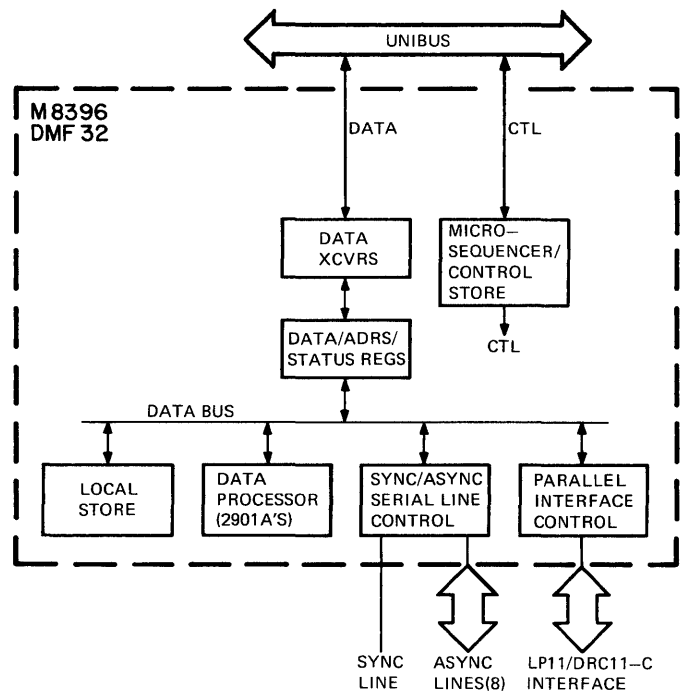 UNIBUS
M8396
DMF 32
DATA
CTL
DATA
XCVRS
MICRO–
SEQUENCER/
CONTROL
STORE
DATA/ADRS/
STATUS REGS
CTL
DATA BUS
LOCAL
STORE
DATA
PROCESSOR
(2901A'S)
SYNC/ASYNC
SERIAL LINE
CONTROL
PARALLEL
INTERFACE
CONTROL
SYNC
LINE
ASYNC
LINES(8)
LP11/DRC11–C
INTERFACE